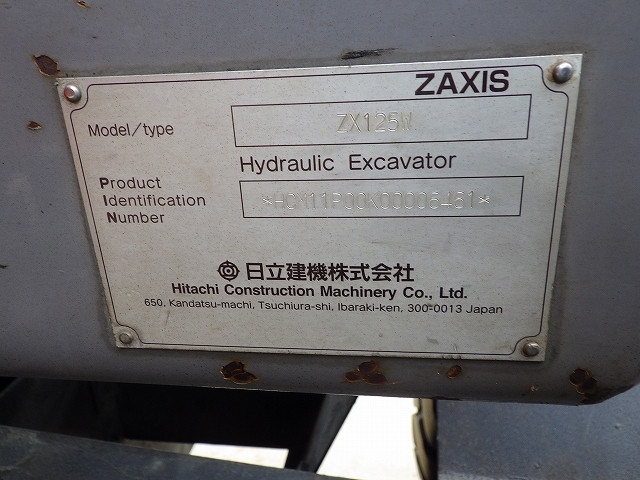 ZAXIS
Model/type
ZX125W
Hydraulic Excavator
Product
Identification
Number
日立建機株式会社
Hitachi Construction Machinery Co., Ltd.
650, Kandatsu-machi, Tsuchiura-shi, Ibaraki-ken, 300-0013 Japan